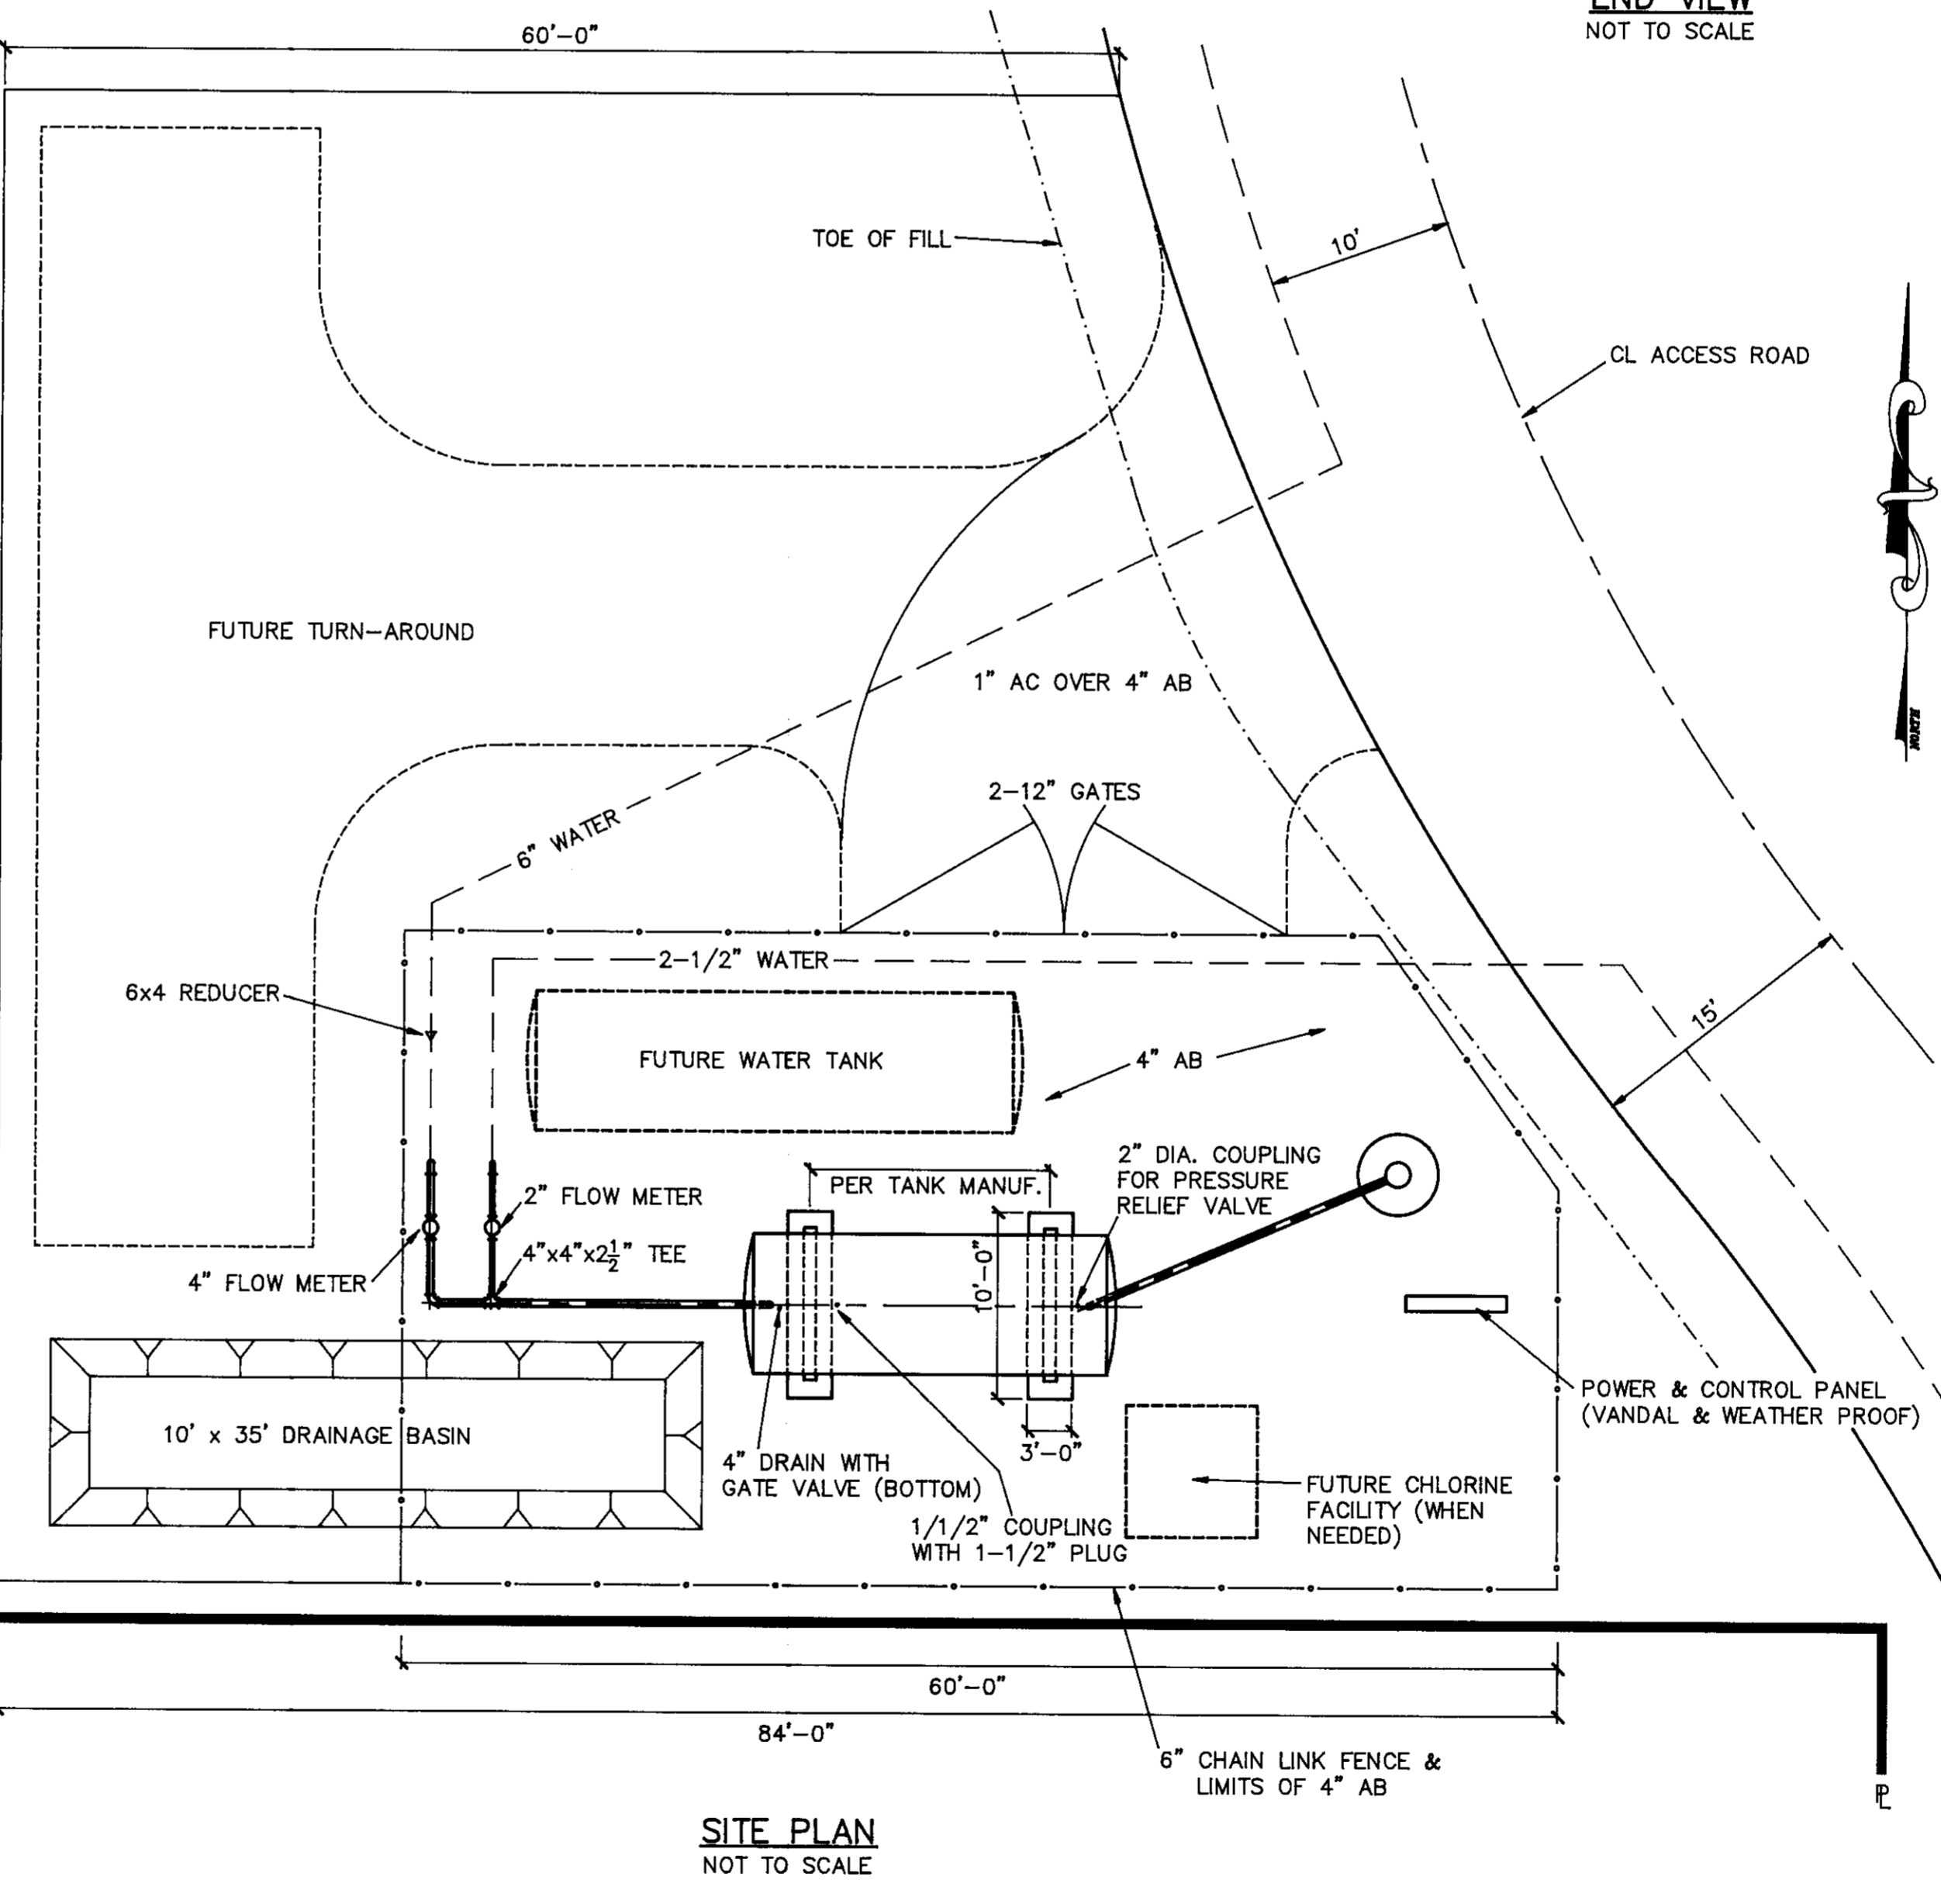 END VIEW
NOT TO SCALE
60'-0"
TOE OF FILL
10'
CL ACCESS ROAD
NORTH
FUTURE TURN-AROUND
1" AC OVER 4" AB
2-12" GATES
6" WATER
2-1/2" WATER
6x4 REDUCER
15'
FUTURE WATER TANK
4" AB
2" DIA. COUPLING
FOR PRESSURE
RELIEF VALVE
PER TANK MANUF.
2" FLOW METER
4"x4"x2½" TEE
4" FLOW METER
10'-0"
POWER & CONTROL PANEL
(VANDAL & WEATHER PROOF)
10' x 35' DRAINAGE BASIN
3'-0"
4" DRAIN WITH
GATE VALVE (BOTTOM)
FUTURE CHLORINE
FACILITY (WHEN
NEEDED)
1/1/2" COUPLING
WITH 1-1/2" PLUG
60'-0"
84'-0"
6" CHAIN LINK FENCE &
LIMITS OF 4" AB
PL
SITE PLAN
NOT TO SCALE